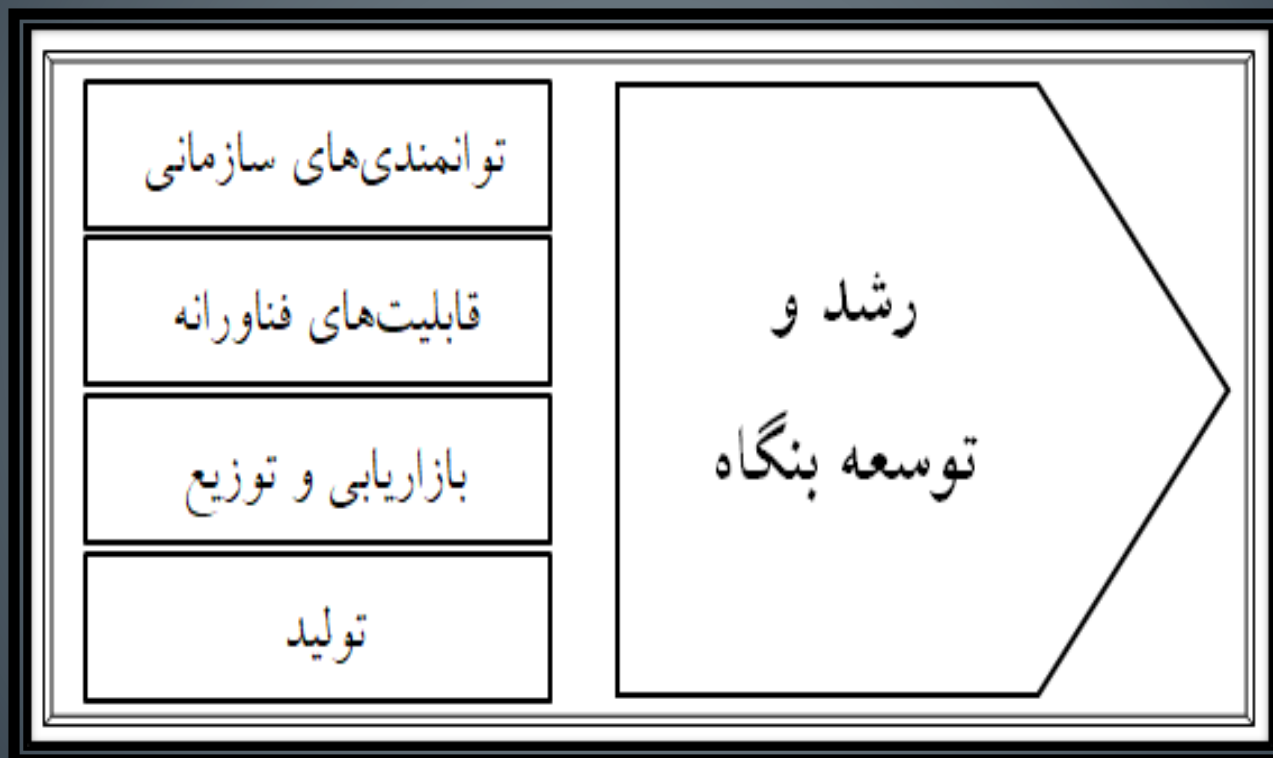 توانمندی‌های سازمانی
قابلیت‌های فناورانه
بازاریابی و توزیع
تولید
رشد و
توسعه بنگاه